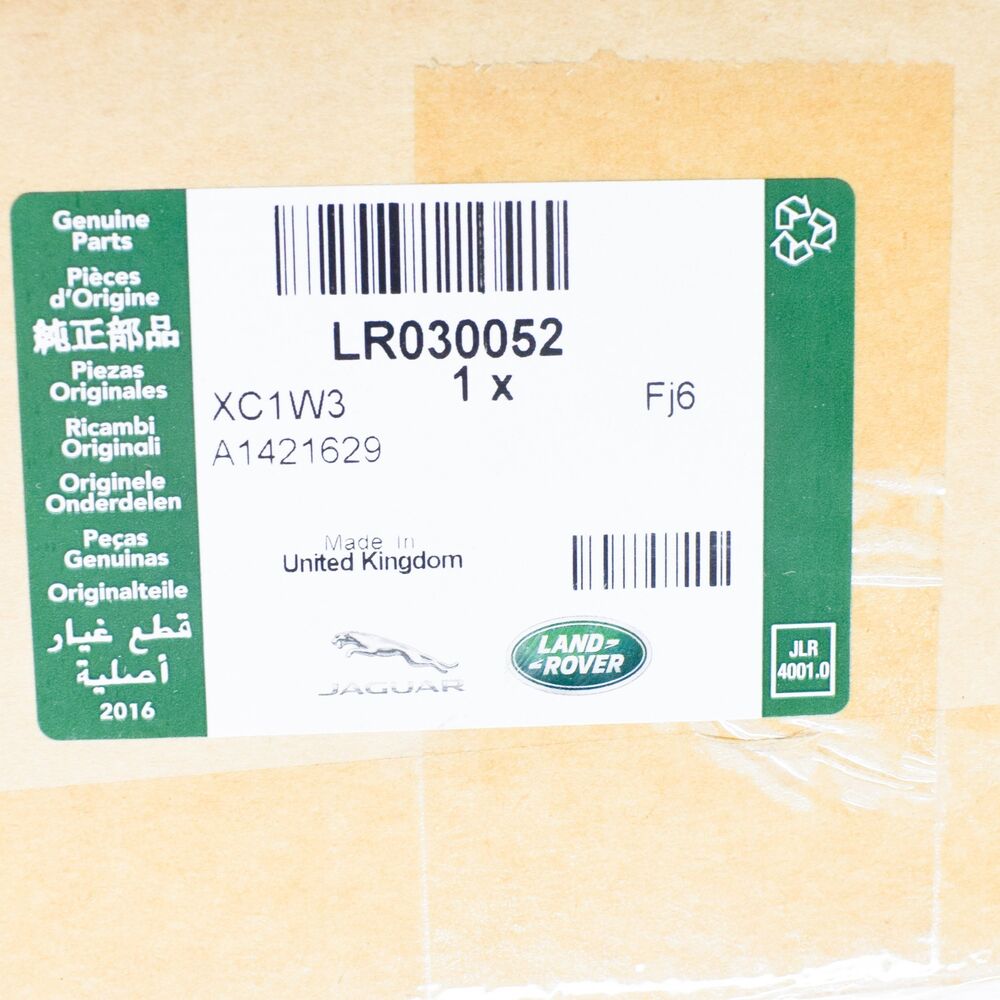 Genuine
Parts
Pièces
d'Origine
純正部品
Piezas
Originales
Ricambi
Originali
Originele
Onderdelen
Peças
Genuinas
Originalteile
قطع غيار
أصلية
2016
LR030052
1 x
XC1W3
Fj6
A1421629
Made in
United Kingdom
JAGUAR
LAND-
-ROVER
JLR
4001.0